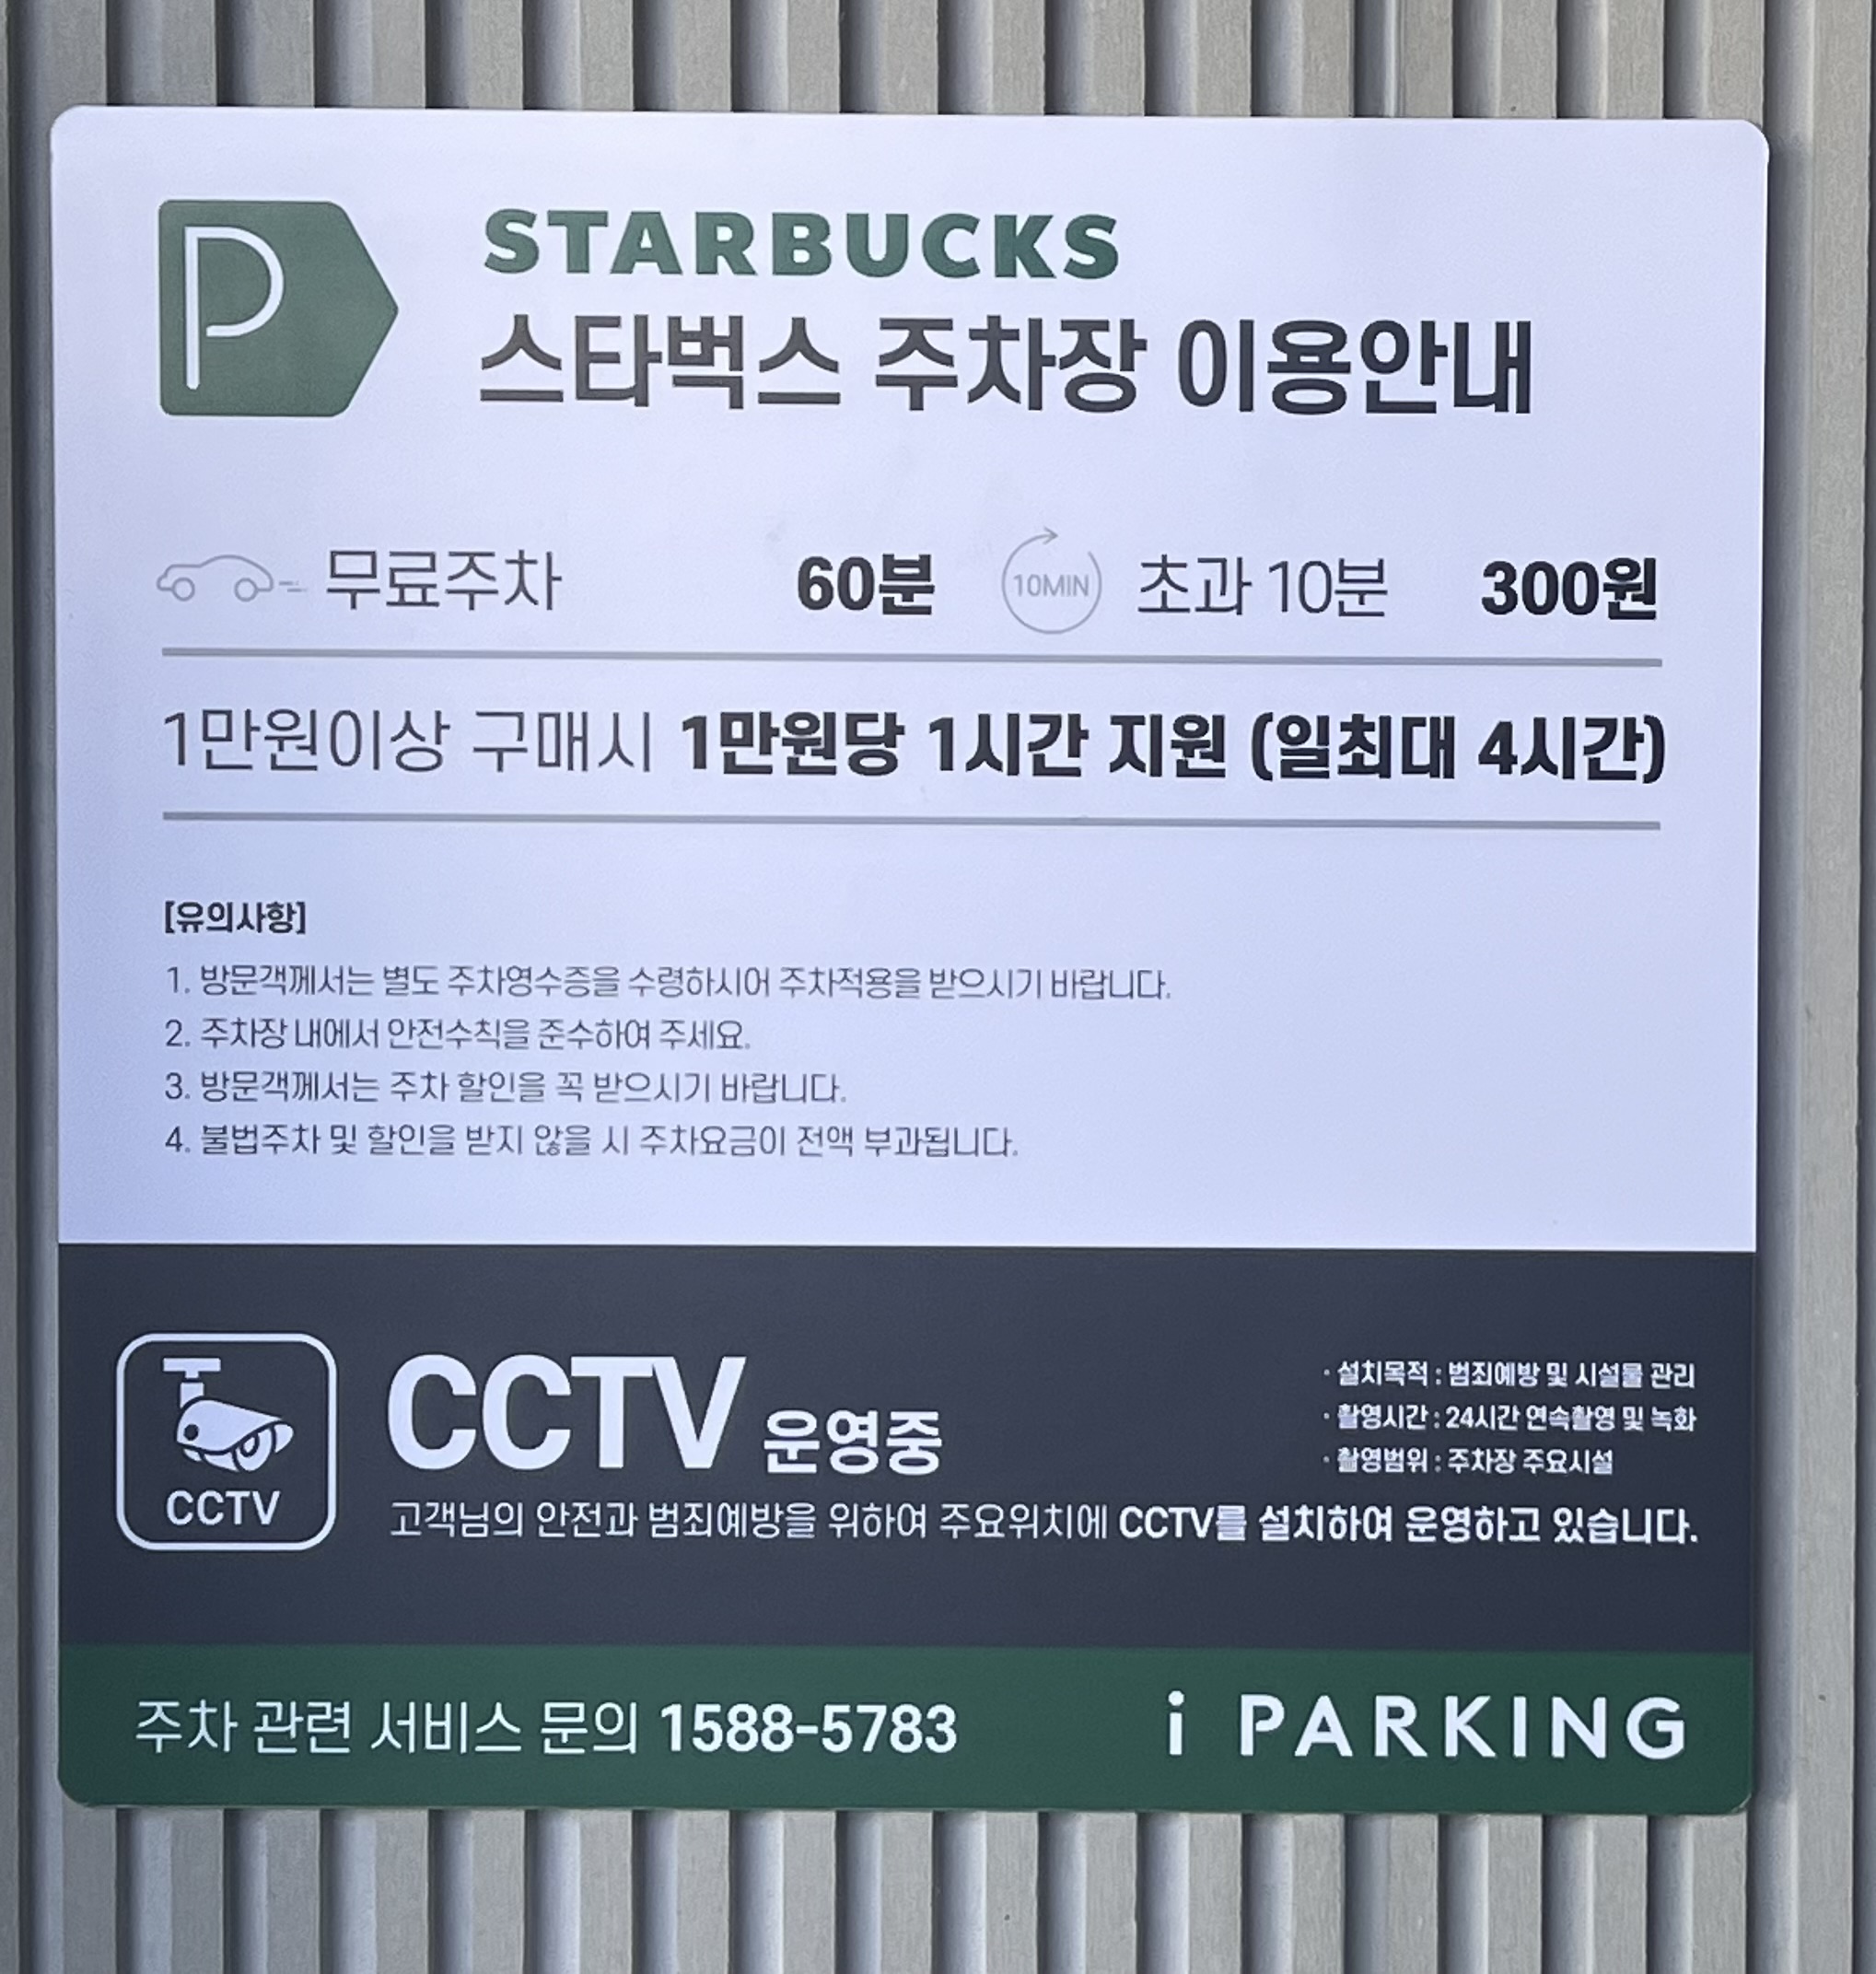 P
STARBUCKS
스타벅스 주차장 이용안내
무료주차 60분 10MIN 초과 10분 300원
1만원이상 구매시 1만원당 1시간 지원 (일최대 4시간)
[유의사항]
1. 방문객께서는 별도 주차영수증을 수령하시어 주차적용을 받으시기 바랍니다.
2. 주차장 내에서 안전수칙을 준수하여 주세요.
3. 방문객께서는 주차 할인을 꼭 받으시기 바랍니다.
4. 불법주차 및 할인을 받지 않을 시 주차요금이 전액 부과됩니다.
CCTV
CCTV 운영중
· 설치목적 : 범죄예방 및 시설물 관리
· 촬영시간 : 24시간 연속촬영 및 녹화
· 촬영범위 : 주차장 주요시설
고객님의 안전과 범죄예방을 위하여 주요위치에 CCTV를 설치하여 운영하고 있습니다.
주차 관련 서비스 문의 1588-5783
i PARKING